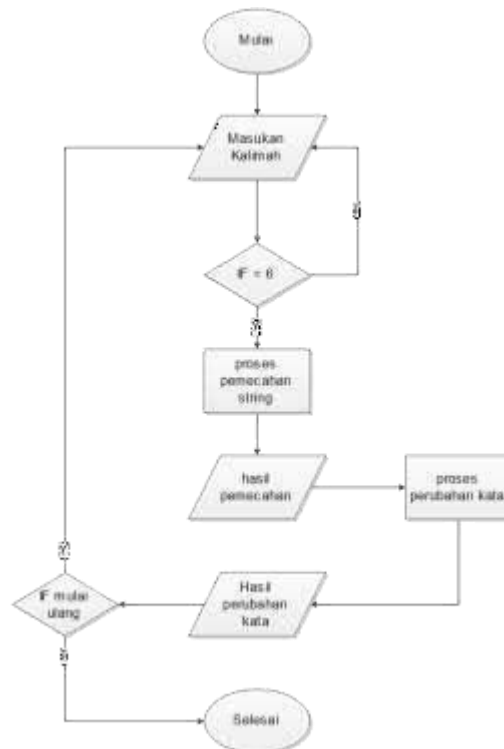 Mulai
Masukan
Kalimah
IF = 6
proses
pemecahan
string
hasil
pemecahan
proses
perubahan kata
Hasil
perubahan
kata
IF mulai
ulang
Selesai